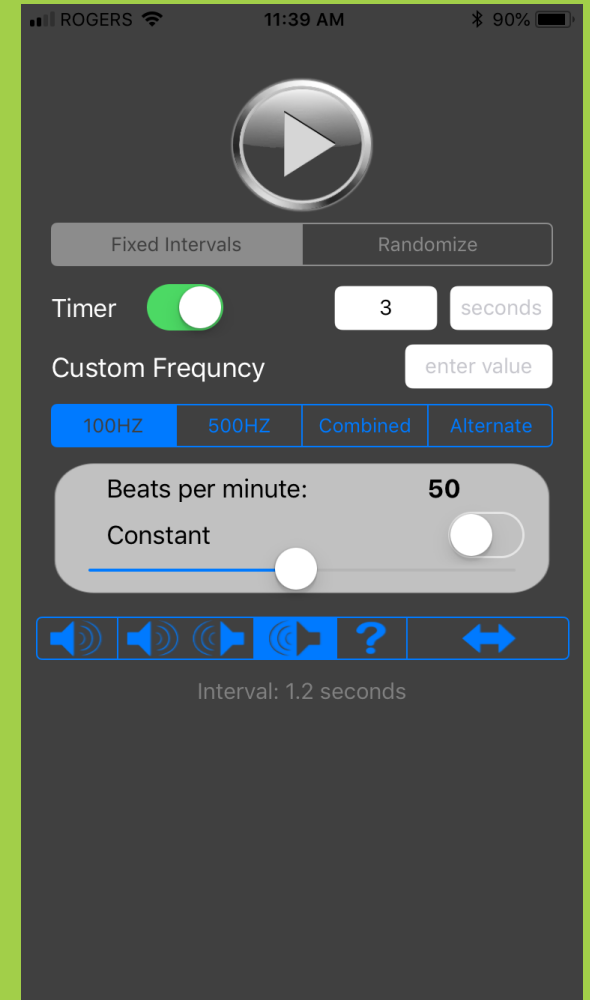 ROGERS 11:39 AM 90%
Fixed Intervals Randomize
Timer 3 seconds
Custom Frequncy enter value
100HZ 500HZ Combined Alternate
Beats per minute: 50
Constant
?
Interval: 1.2 seconds